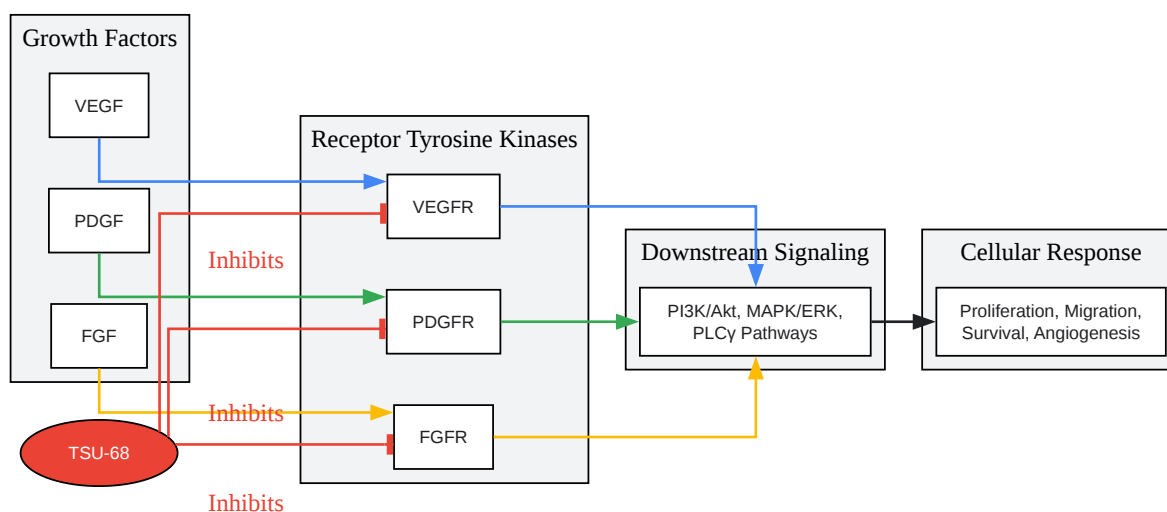 Growth Factors
VEGF
PDGF
FGF
TSU-68
Inhibits
Inhibits
Inhibits
Receptor Tyrosine Kinases
VEGFR
PDGFR
FGFR
Downstream Signaling
PI3K/Akt, MAPK/ERK,
PLCγ Pathways
Cellular Response
Proliferation, Migration,
Survival, Angiogenesis